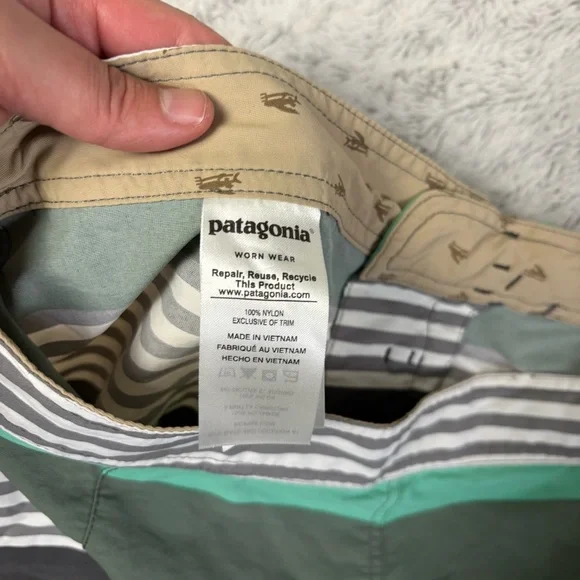 patagonia®
WORN WEAR
Repair, Reuse, Recycle
This Product
www.patagonia.com
100% NYLON
EXCLUSIVE OF TRIM
MADE IN VIETNAM
FABRIQUÉ AU VIETNAM
HECHO EN VIETNAM